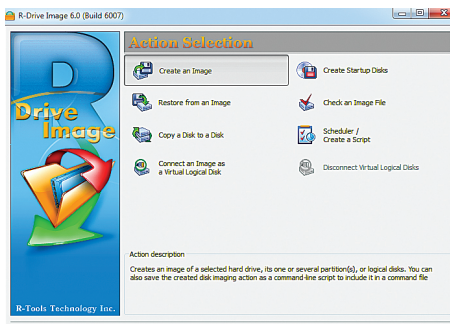 R-Drive Image 6.0 (Build 6007)
Action Selection
Create an Image
Create Startup Disks
Restore from an Image
Check an Image File
Copy a Disk to a Disk
Scheduler /
Create a Script
Connect an Image as
a Virtual Logical Disk
Disconnect Virtual Logical Disks
R
Drive
Image
Action description
Creates an image of a selected hard drive, its one or several partition(s), or logical disks. You can
also save the created disk imaging action as a command-line script to include it in a command file
R-Tools Technology Inc.